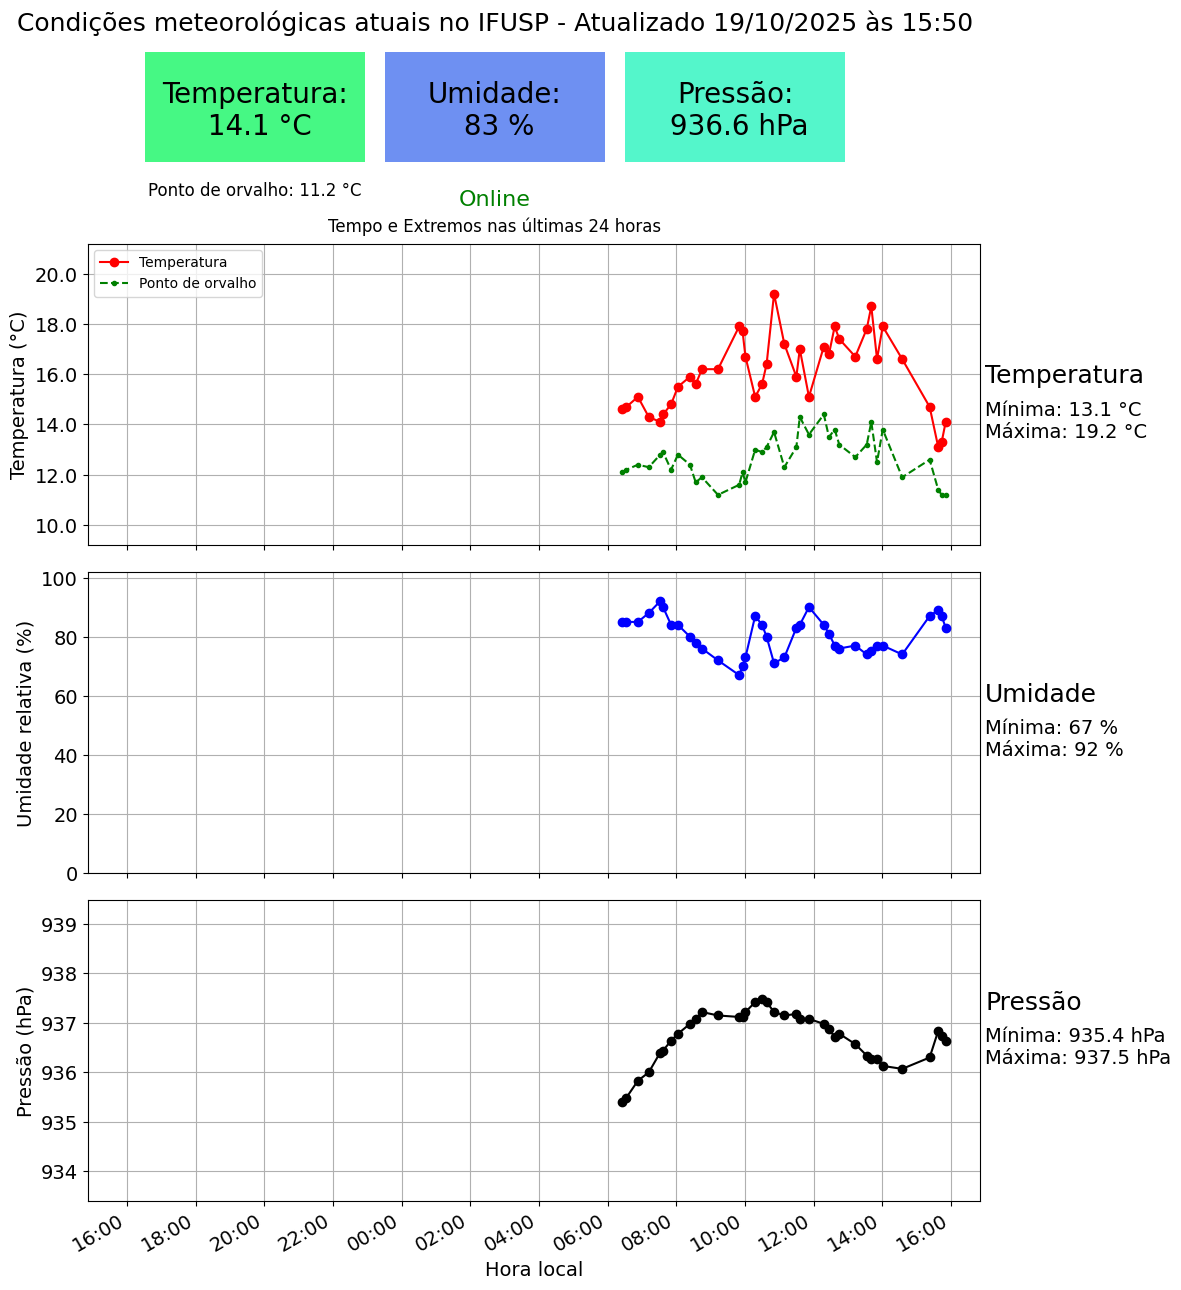 Condições meteorológicas atuais no IFUSP - Atualizado 19/10/2025 às 15:50
Temperatura:
14.1 °C
Umidade:
83 %
Pressão:
936.6 hPa
Ponto de orvalho: 11.2 °C
Online
Tempo e Extremos nas últimas 24 horas
Temperatura
Ponto de orvalho
Temperatura (°C)
20.0
18.0
16.0
14.0
12.0
10.0
Temperatura
Mínima: 13.1 °C
Máxima: 19.2 °C
Umidade relativa (%)
100
80
60
40
20
0
Umidade
Mínima: 67 %
Máxima: 92 %
Pressão (hPa)
939
938
937
936
935
934
Pressão
Mínima: 935.4 hPa
Máxima: 937.5 hPa
16:00 18:00 20:00 22:00 00:00 02:00 04:00 06:00 08:00 10:00 12:00 14:00 16:00
Hora local